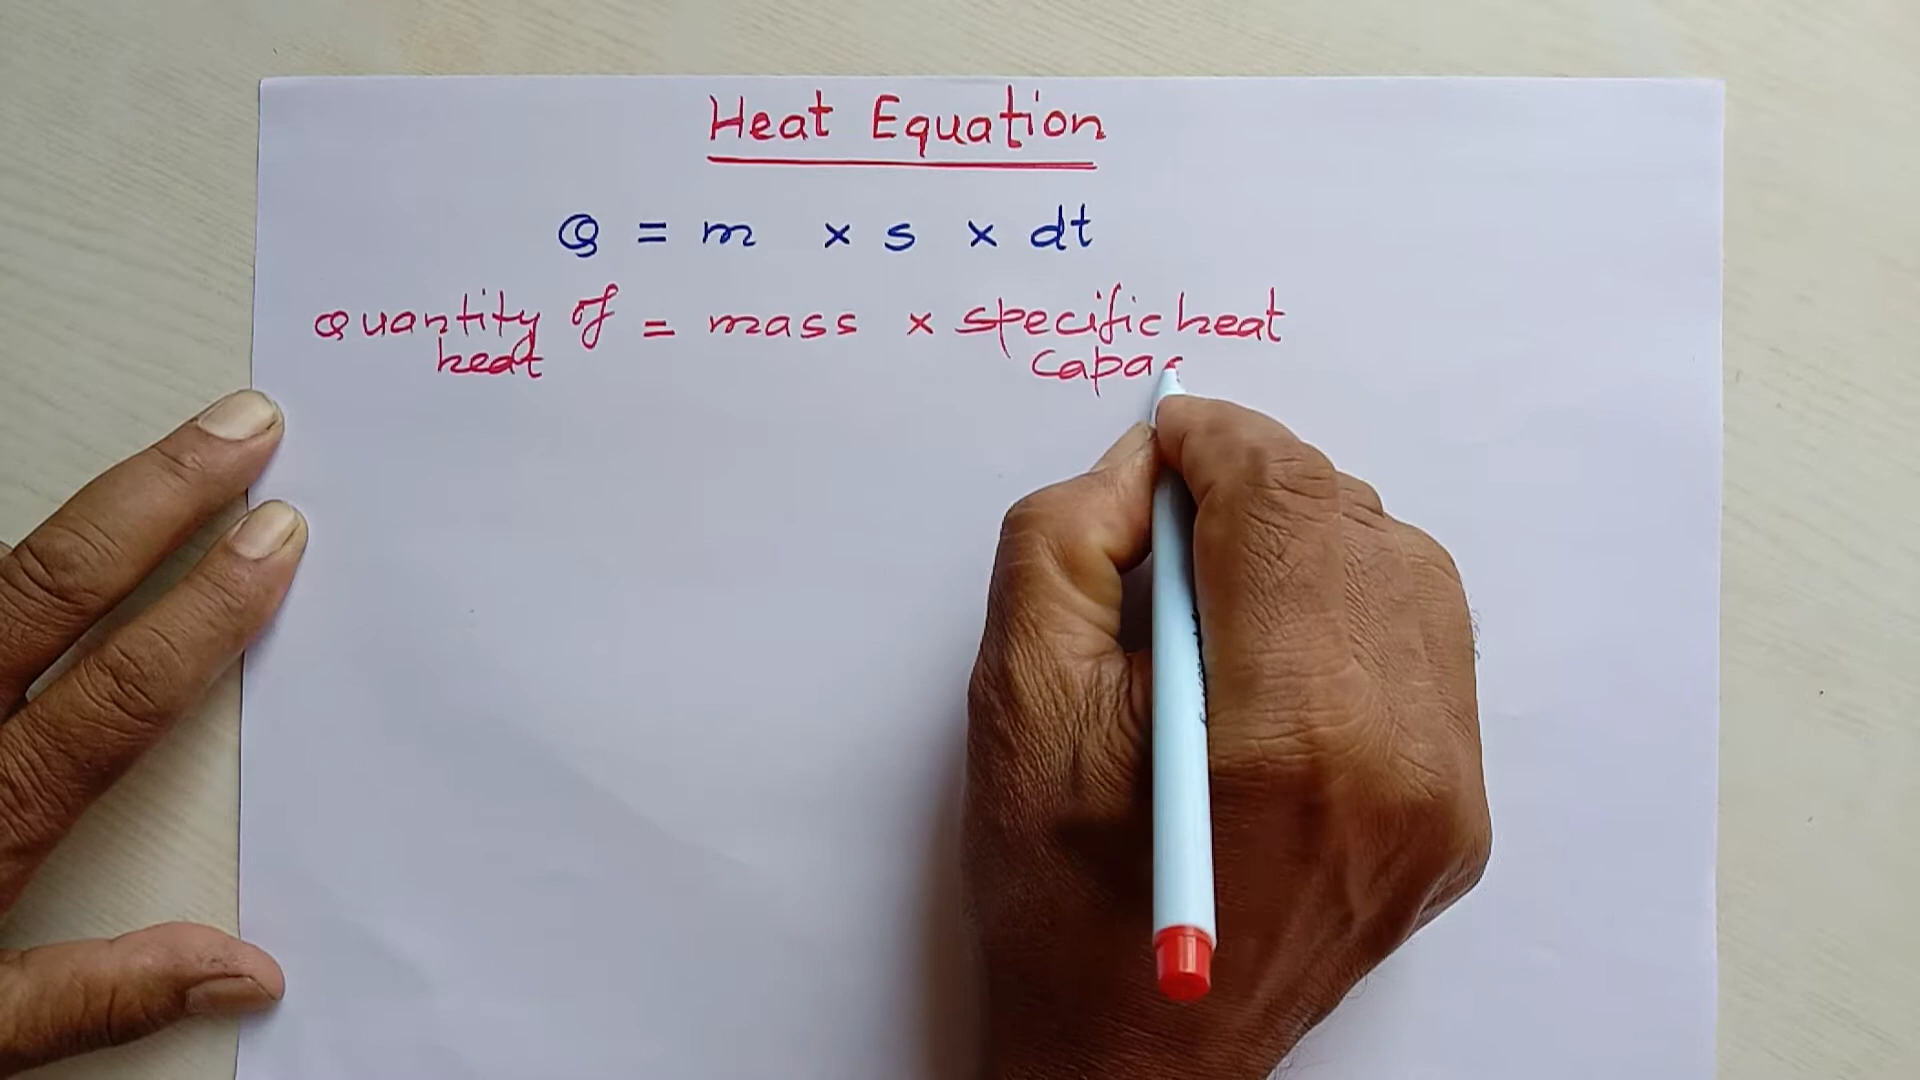 Heat Equation
Q = m × s × dt
Quantity of = mass × specific heat
heat capac